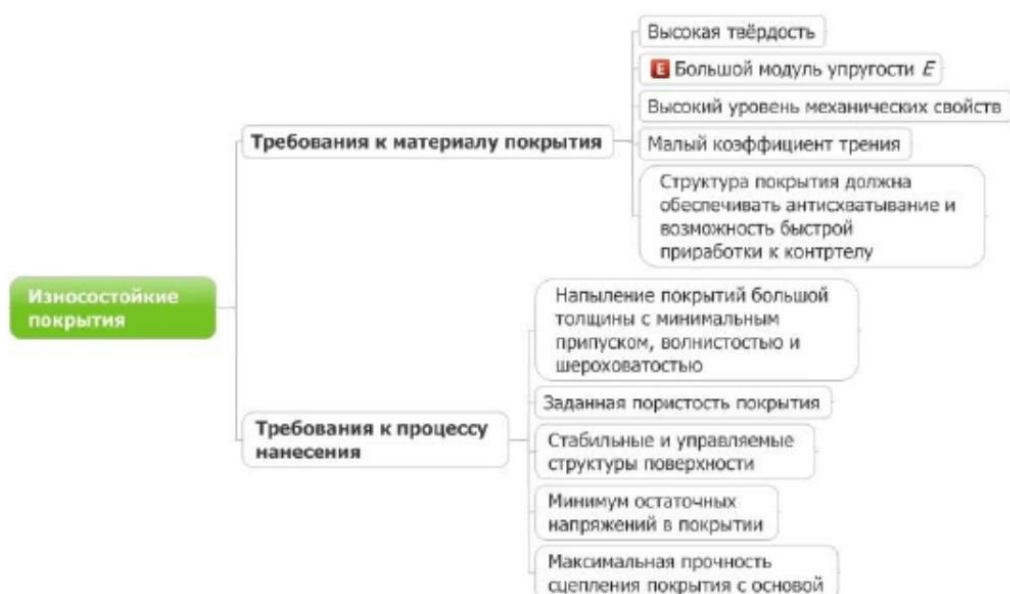 Износостойкие
покрытия
Требования к материалу покрытия
Высокая твёрдость
E Большой модуль упругости E
Высокий уровень механических свойств
Малый коэффициент трения
Структура покрытия должна
обеспечивать антисхватывание и
возможность быстрой
приработки к контртелу
Требования к процессу
нанесения
Напыление покрытий большой
толщины с минимальным
припуском, волнистостью и
шероховатостью
Заданная пористость покрытия
Стабильные и управляемые
структуры поверхности
Минимум остаточных
напряжений в покрытии
Максимальная прочность
сцепления покрытия с основой